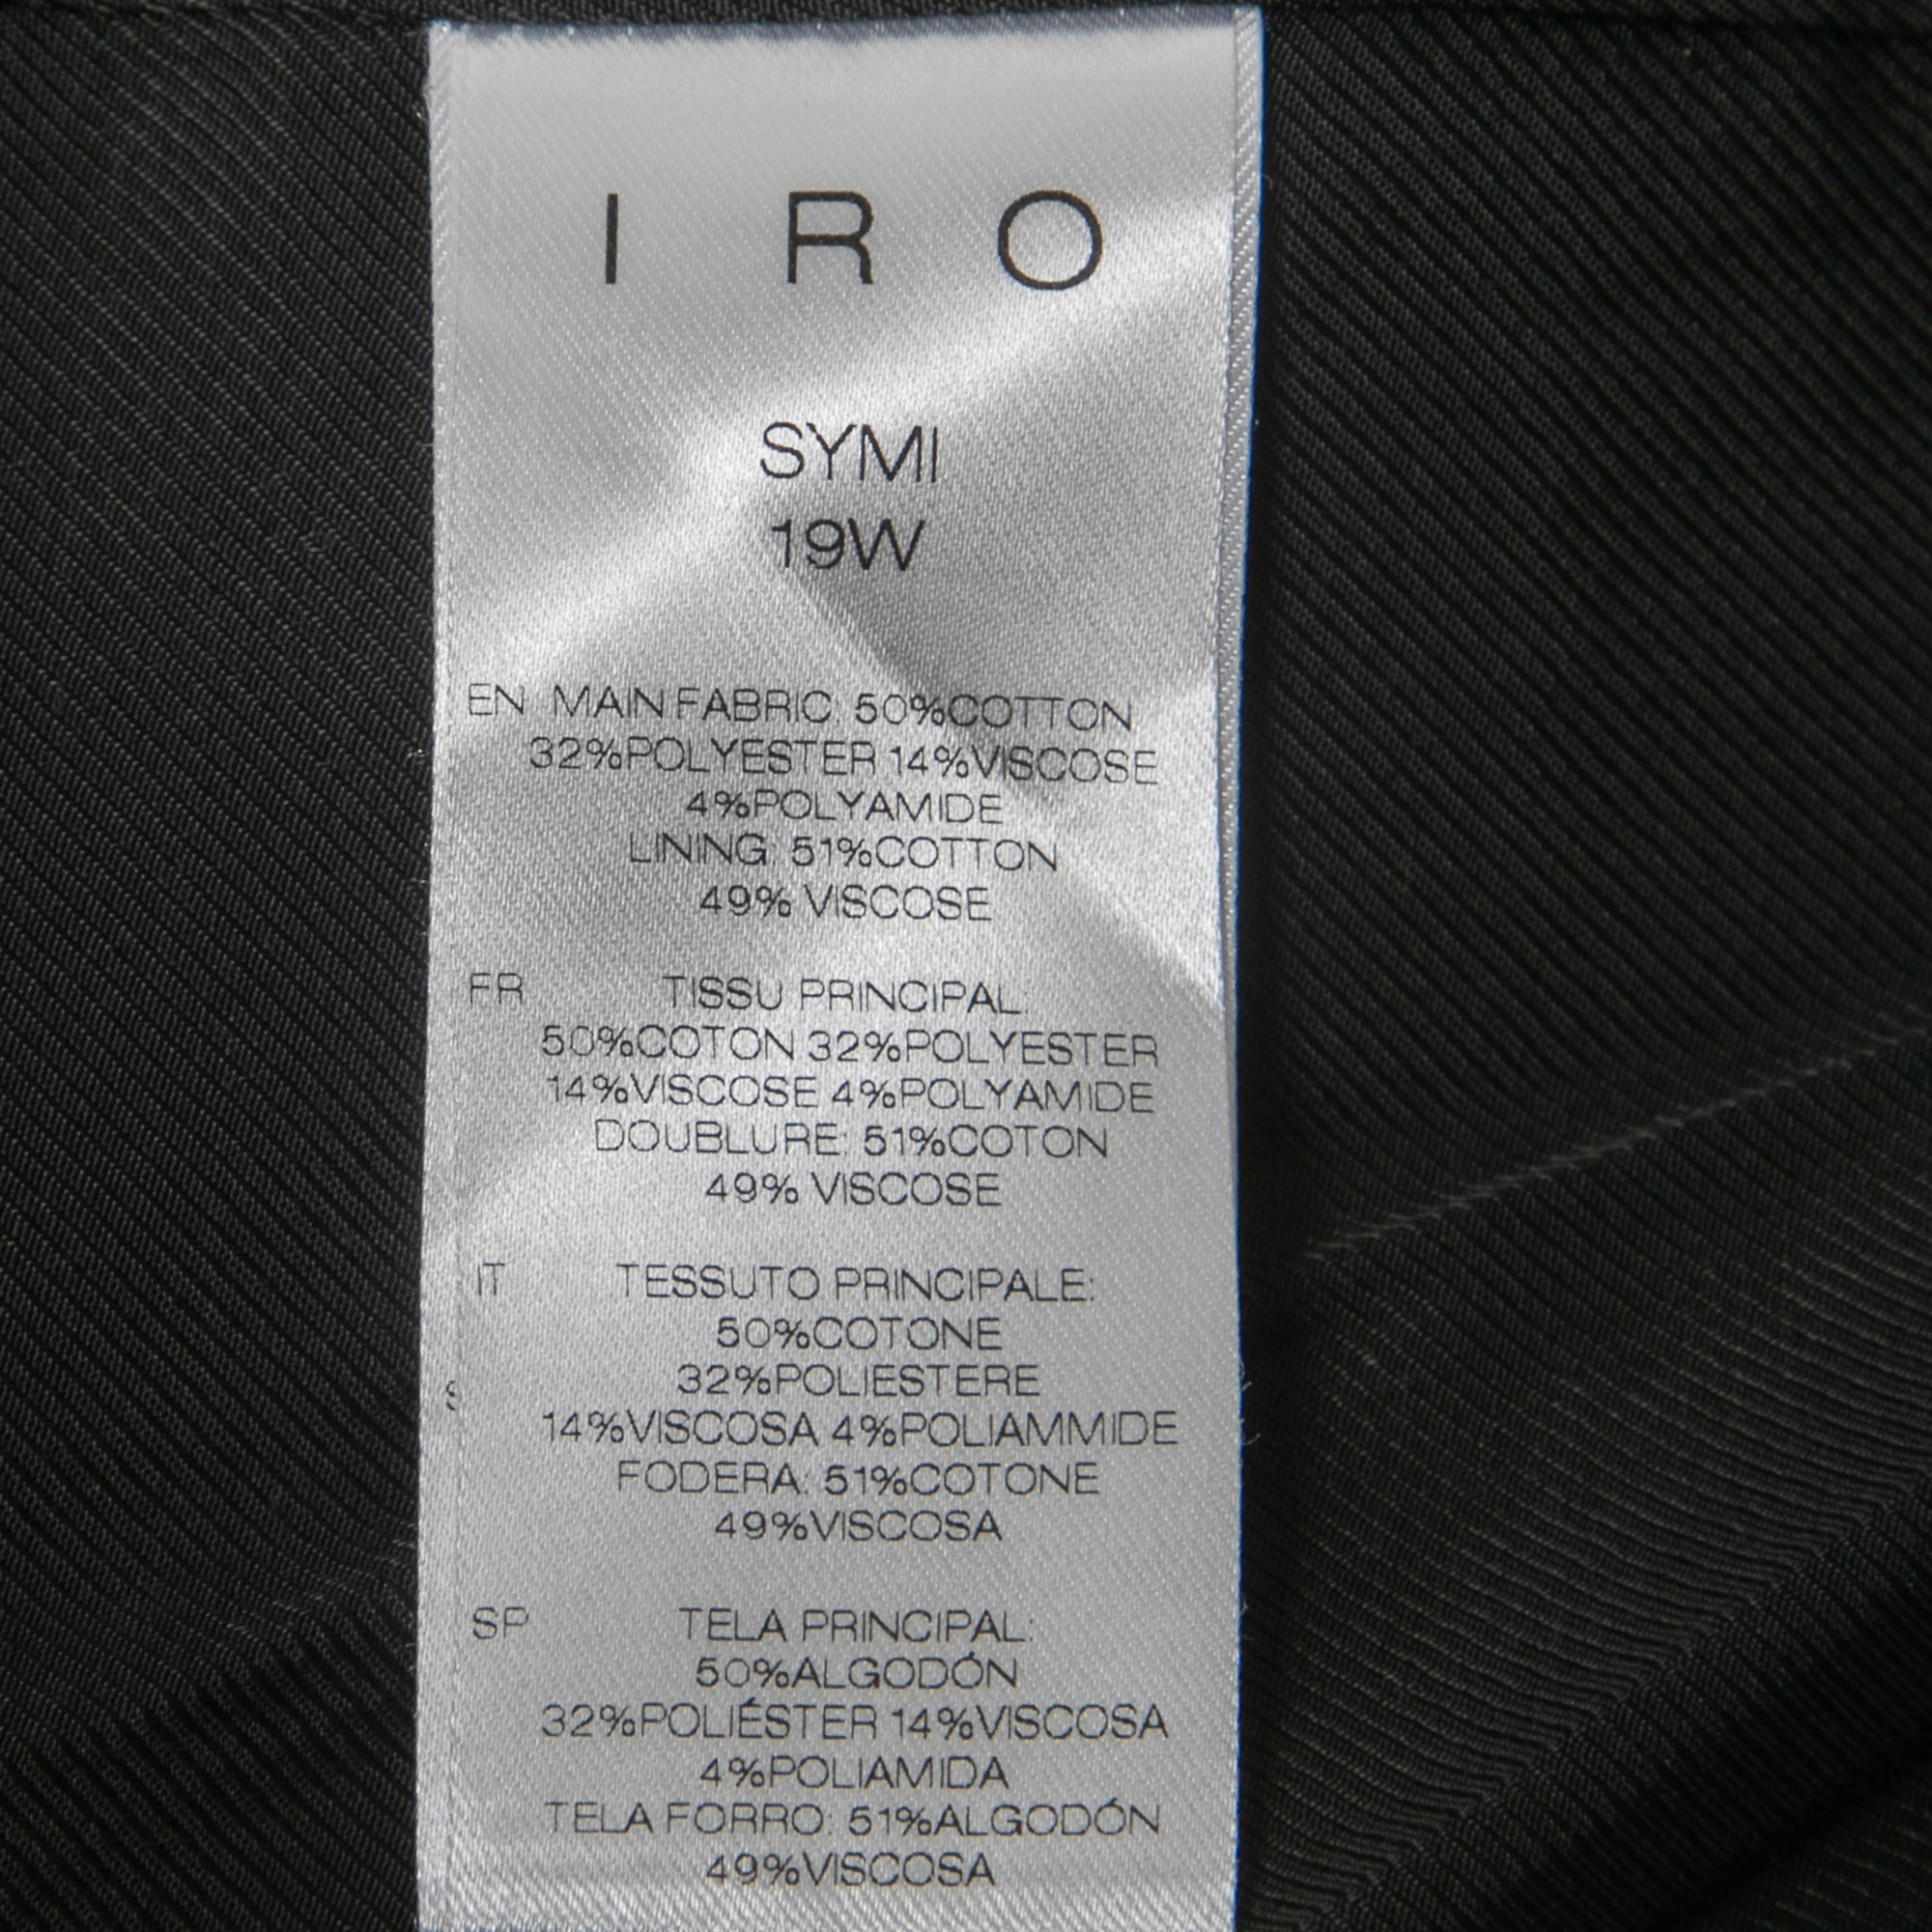 I R O
SYMI
19W
EN MAIN FABRIC: 50%COTTON
32%POLYESTER 14%VISCOSE
4%POLYAMIDE
LINING: 51%COTTON
49% VISCOSE
FR TISSU PRINCIPAL:
50%COTON 32%POLYESTER
14%VISCOSE 4%POLYAMIDE
DOUBLURE: 51%COTON
49% VISCOSE
IT TESSUTO PRINCIPALE:
50%COTONE
32%POLIESTERE
14%VISCOSA 4%POLIAMMIDE
FODERA: 51%COTONE
49%VISCOSA
SP TELA PRINCIPAL:
50%ALGODÓN
32%POLIÉSTER 14%VISCOSA
4%POLIAMIDA
TELA FORRO: 51%ALGODÓN
49%VISCOSA